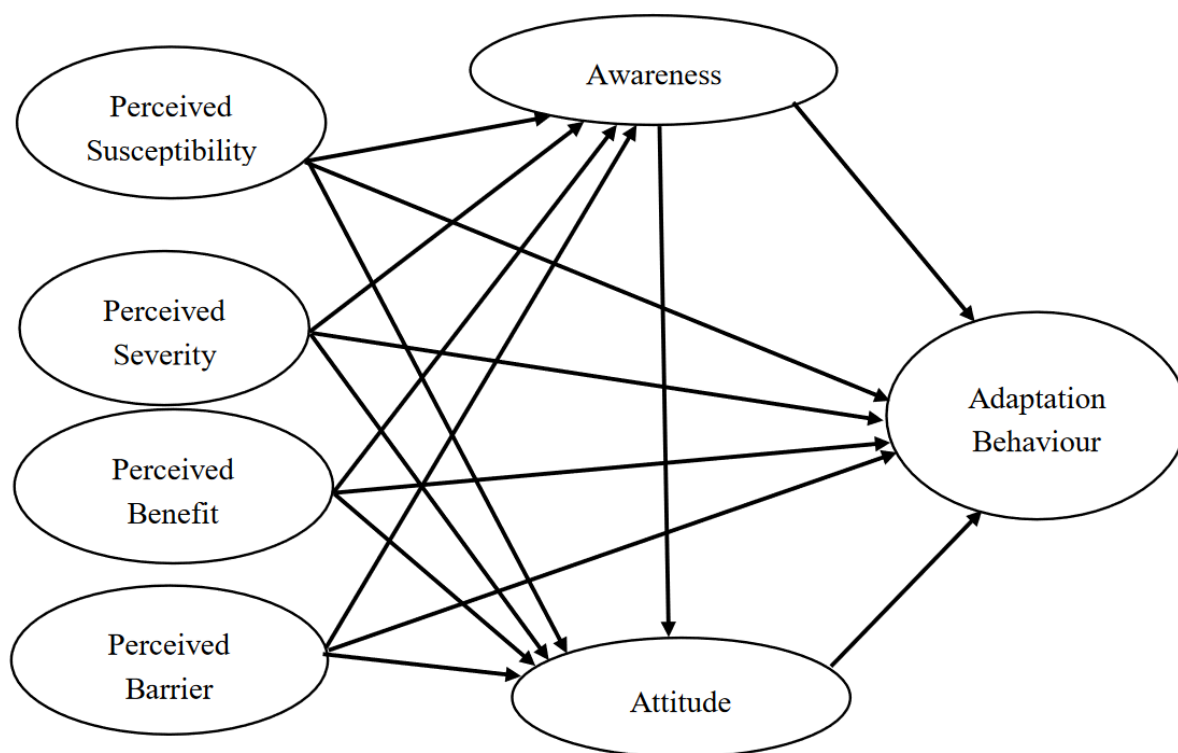 Perceived
Susceptibility
Awareness
Perceived
Severity
Perceived
Benefit
Adaptation
Behaviour
Perceived
Barrier
Attitude